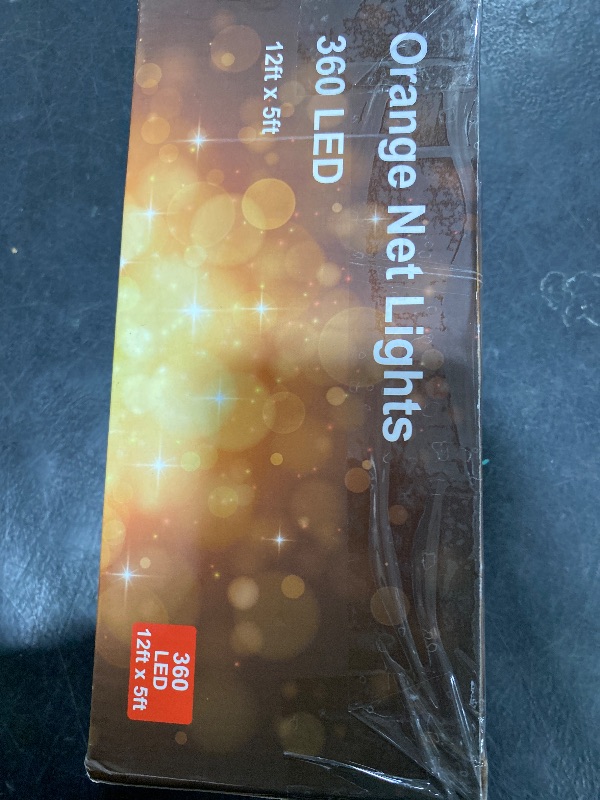 Orange Net Lights
360 LED
12ft x 5ft
360
LED
12ft x 5ft